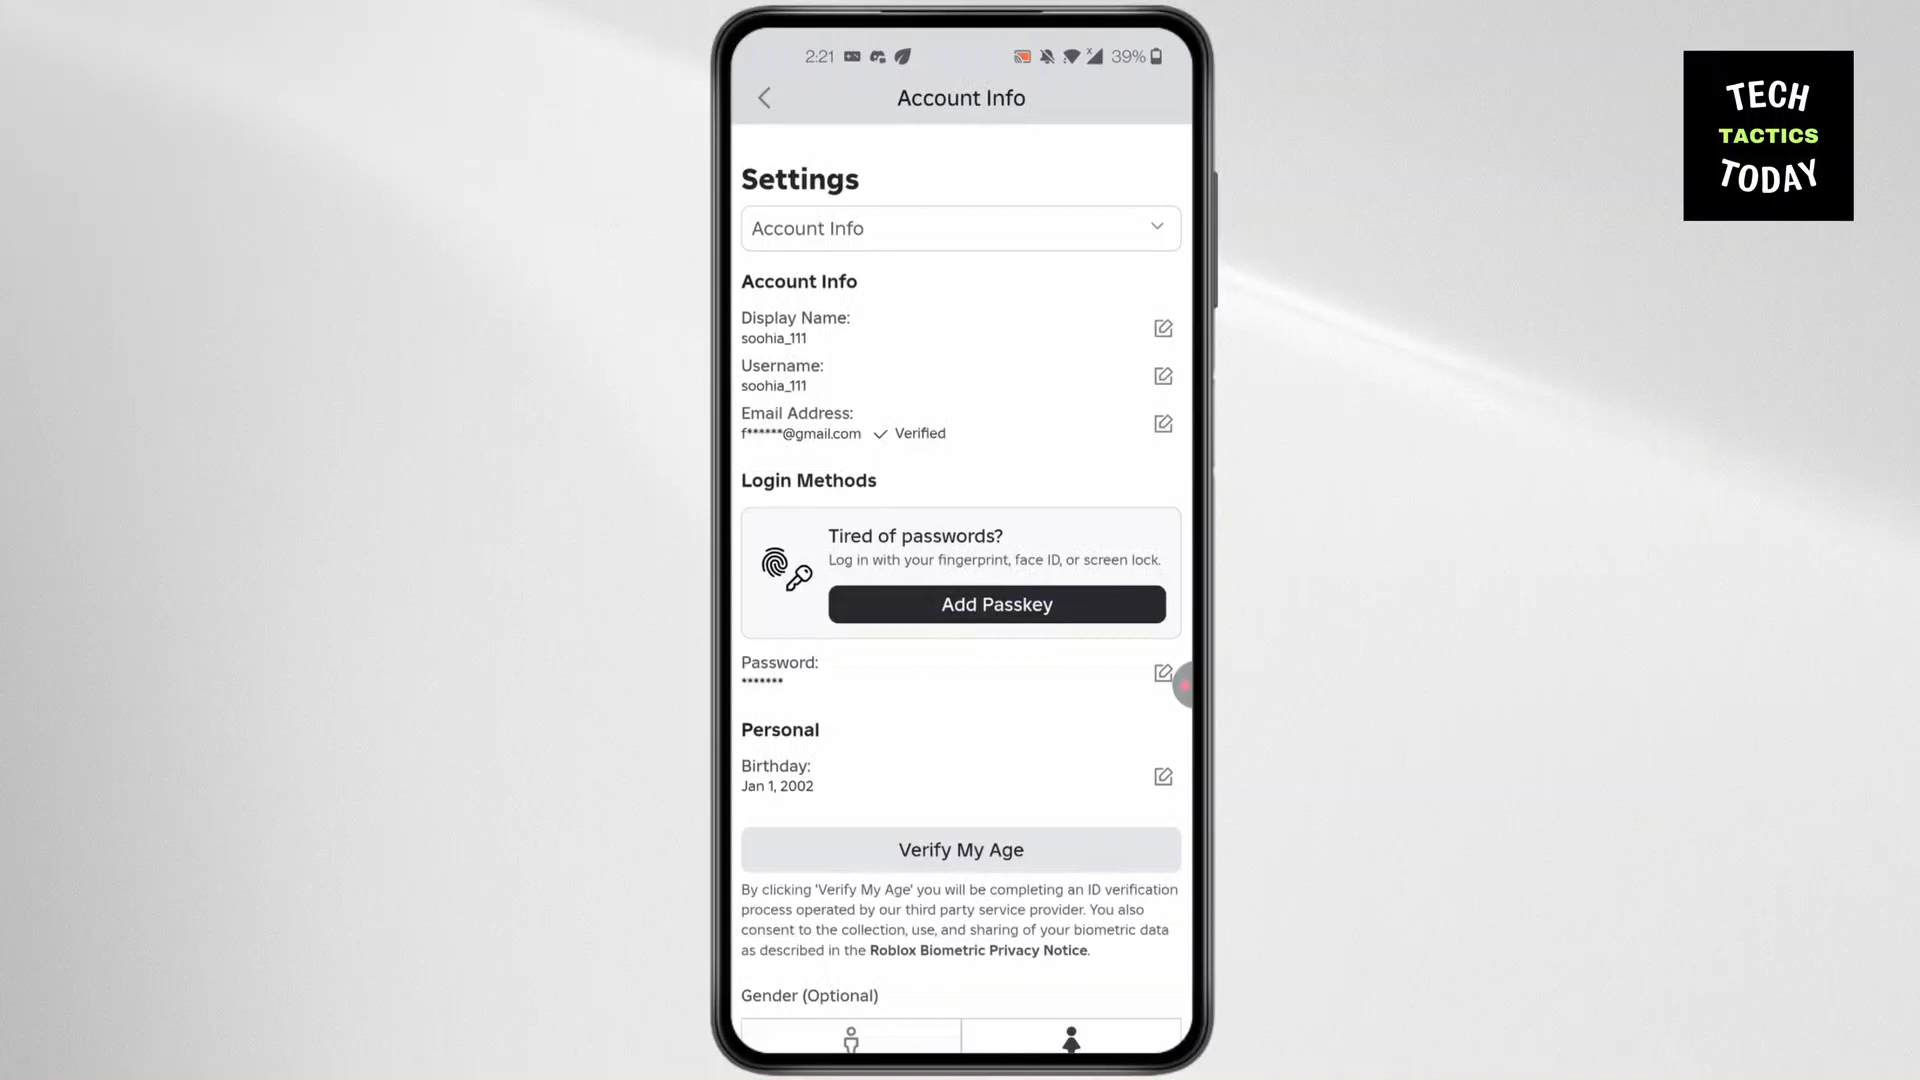 2:21
39%
Account Info
TECH
TACTICS
TODAY
Settings
Account Info
Account Info
Display Name:
soohia_111
Username:
soohia_111
Email Address:
f******@gmail.com ✓ Verified
Login Methods
Tired of passwords?
Log in with your fingerprint, face ID, or screen lock.
Add Passkey
Password:
*******
Personal
Birthday:
Jan 1, 2002
Verify My Age
By clicking 'Verify My Age' you will be completing an ID verification
process operated by our third party service provider. You also
consent to the collection, use, and sharing of your biometric data
as described in the Roblox Biometric Privacy Notice.
Gender (Optional)